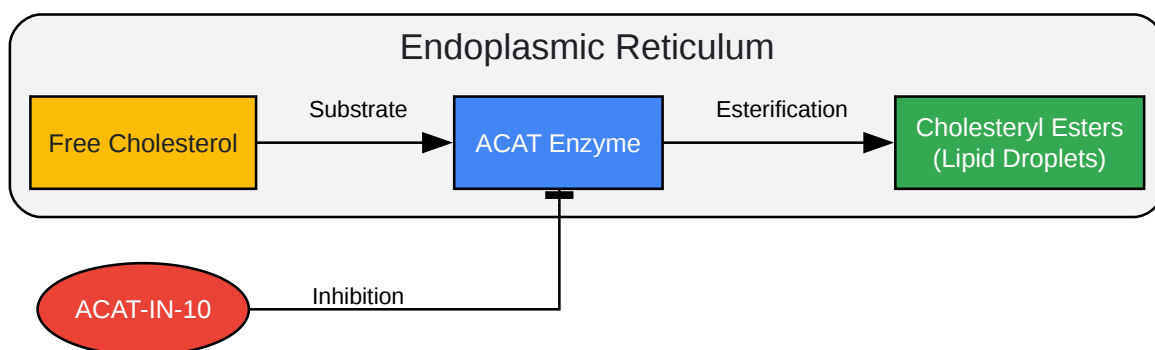 Endoplasmic Reticulum
Free Cholesterol
Substrate
ACAT Enzyme
Esterification
Cholesteryl Esters
(Lipid Droplets)
ACAT-IN-10
Inhibition